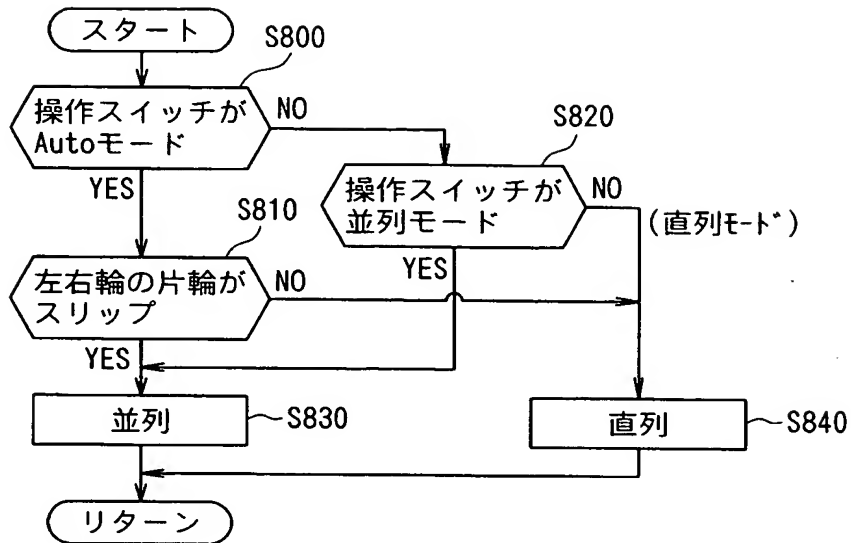 スタート
S800
操作スイッチが
Autoモード
NO
YES
S820
操作スイッチが
並列モード
NO
(直列ﾓｰﾄﾞ)
YES
S810
左右輪の片輪が
スリップ
NO
YES
並列
S830
直列
S840
リターン